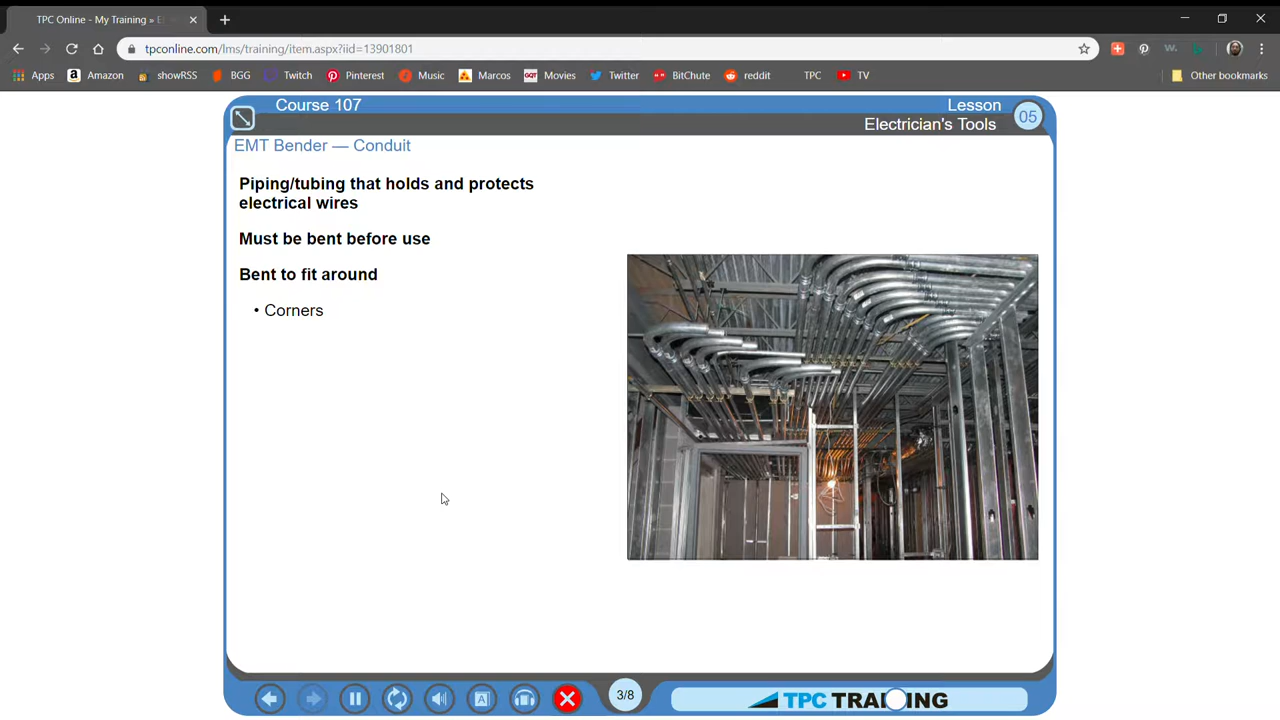 TPC Online - My Training » El
tpconline.com/lms/training/item.aspx?iid=13901801
Apps
Amazon
showRSS
BGG
Twitch
Pinterest
Music
Marcos
Movies
Twitter
BitChute
reddit
TPC
TV
Other bookmarks
Course 107
Lesson
05
Electrician's Tools
EMT Bender — Conduit
Piping/tubing that holds and protects
electrical wires
Must be bent before use
Bent to fit around
• Corners
3/8
TPC TRAINING